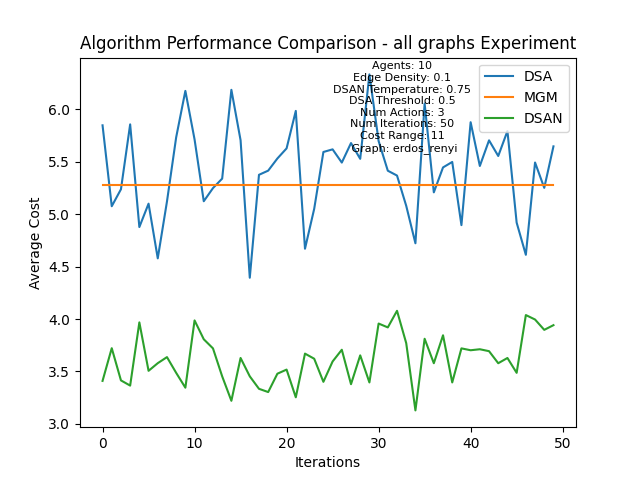 Algorithm Performance Comparison - all graphs Experiment
Agents: 10
Edge Density: 0.1
DSAN Temperature: 0.75
DSA Threshold: 0.5
Num Actions: 3
Num Iterations: 50
Cost Range: 11
Graph: erdos_renyi
DSA
MGM
DSAN
Average Cost
6.0
5.5
5.0
4.5
4.0
3.5
3.0
0 10 20 30 40 50
Iterations